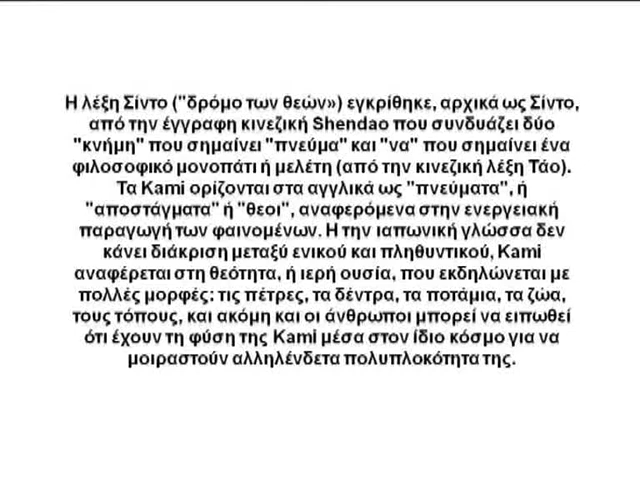 Η λέξη Σίντο ("δρόμο των θεών») εγκρίθηκε, αρχικά ως Σίντο,
από την έγγραφη κινεζική Shendao που συνδυάζει δύο
"κνήμη" που σημαίνει "πνεύμα" και "να" που σημαίνει ένα
φιλοσοφικό μονοπάτι ή μελέτη (από την κινεζική λέξη Τάο).
Τα Kami ορίζονται στα αγγλικά ως "πνεύματα", ή
"αποστάγματα" ή "θεοι", αναφερόμενα στην ενεργειακή
παραγωγή των φαινομένων. Η την ιαπωνική γλώσσα δεν
κάνει διάκριση μεταξύ ενικού και πληθυντικού, Kami
αναφέρεται στη θεότητα, ή ιερή ουσία, που εκδηλώνεται με
πολλές μορφές: τις πέτρες, τα δέντρα, τα ποτάμια, τα ζώα,
τους τόπους, και ακόμη και οι άνθρωποι μπορεί να ειπωθεί
ότι έχουν τη φύση της Kami μέσα στον ίδιο κόσμο για να
μοιραστούν αλληλένδετα πολυπλοκότητα της.